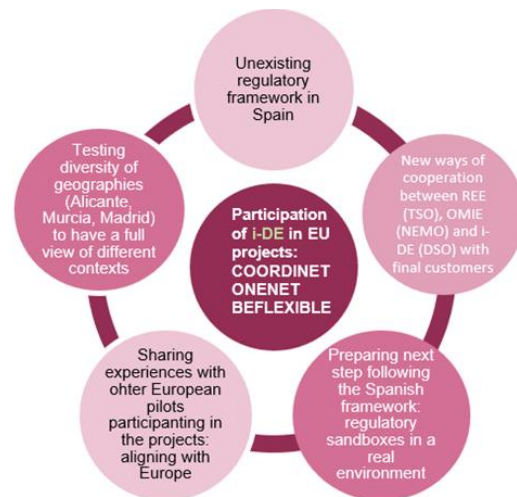 Unexisting
regulatory
framework in
Spain
Testing
diversity of
geographies
(Alicante,
Murcia, Madrid)
to have a full
view of different
contexts
New ways of
cooperation
between REE
(TSO), OMIE
(NEMO) and i-
DE (DSO) with
final customers
Participation
of i-DE in EU
projects:
COORDINET
ONENET
BEFLEXIBLE
Sharing
experiences with
ohter European
pilots
participanting in
the projects:
aligning with
Europe
Preparing next
step following
the Spanish
framework:
regulatory
sandboxes in a
real
environment